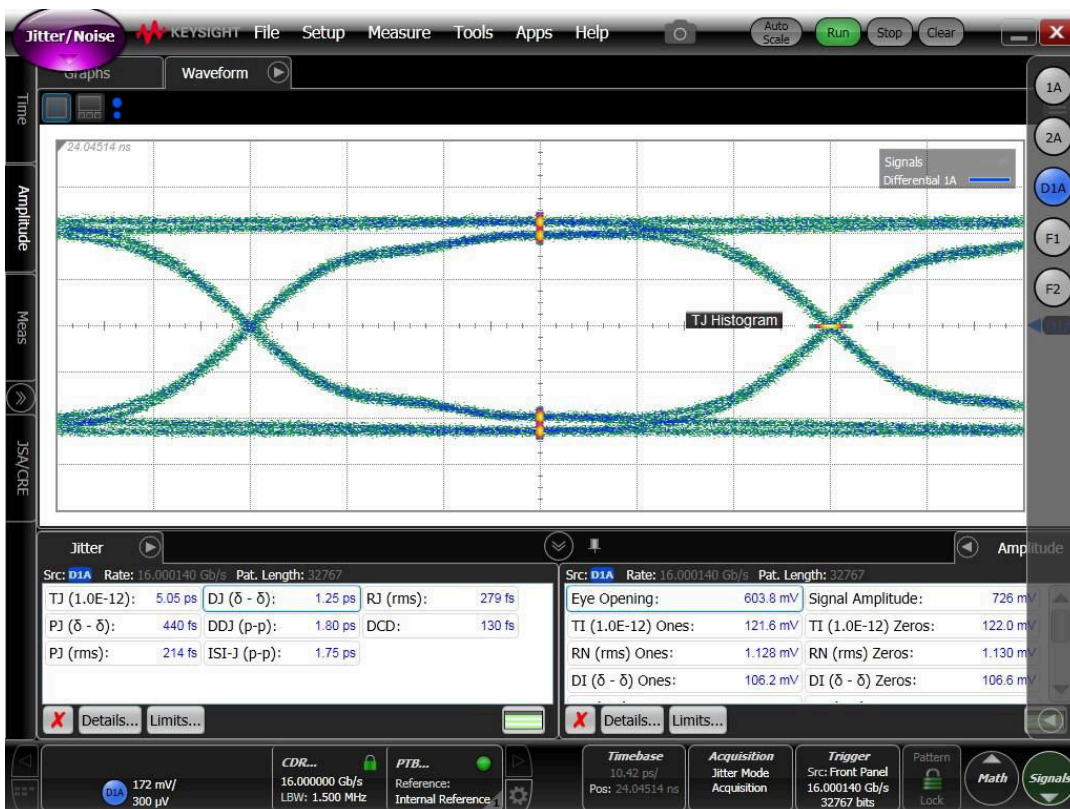 Jitter/Noise
KEYSIGHT
File Setup Measure Tools Apps Help
Auto Scale
Run
Stop
Clear
Graphs
Waveform
Time
Amplitude
Meas
JSA/CRE
24.04514 ns
Signals
Differential 1A
TJ Histogram
1A
2A
D1A
F1
F2
Jitter
Src: D1A Rate: 16.000140 Gb/s Pat. Length: 32767
TJ (1.0E-12): 5.05 ps DJ (δ - δ): 1.25 ps RJ (rms): 279 fs
PJ (δ - δ): 440 fs DDJ (p-p): 1.80 ps DCD: 130 fs
PJ (rms): 214 fs ISI-J (p-p): 1.75 ps
Details... Limits...
Amplitude
Src: D1A Rate: 16.000140 Gb/s Pat. Length: 32767
Eye Opening: 603.8 mV Signal Amplitude: 726 mV
TI (1.0E-12) Ones: 121.6 mV TI (1.0E-12) Zeros: 122.0 mV
RN (rms) Ones: 1.128 mV RN (rms) Zeros: 1.130 mV
DI (δ - δ) Ones: 106.2 mV DI (δ - δ) Zeros: 106.6 mV
Details... Limits...
D1A
172 mV/
300 µV
CDR...
16.000000 Gb/s
LBW: 1.500 MHz
PTB...
Reference:
Internal Reference
1
Timebase
10.42 ps/
Pos: 24.04514 ns
Acquisition
Jitter Mode
Acquisition
Trigger
Src: Front Panel
16.000140 Gb/s
32767 bits
Pattern
Lock
Math
Signals